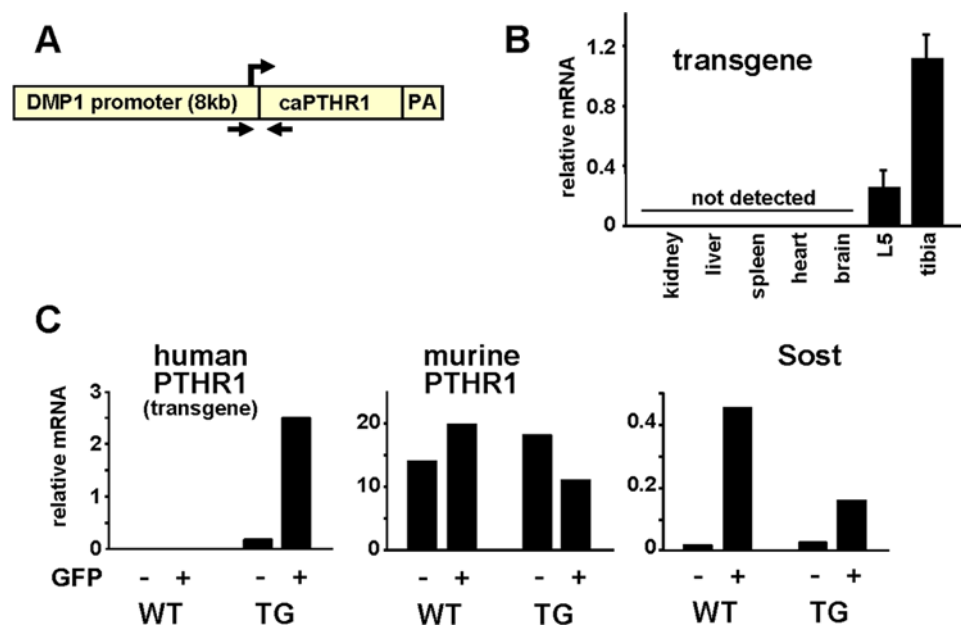 A
DMP1 promoter (8kb) caPTHR1 PA
B
transgene
relative mRNA
1.2
0.8
0.4
0
not detected
kidney
liver
spleen
heart
brain
L5
tibia
C
human
PTHR1
(transgene)
relative mRNA
3
2
1
0
murine
PTHR1
20
10
0
Sost
0.4
0.2
0
GFP - + - + - + - + - + - +
WT TG WT TG WT TG